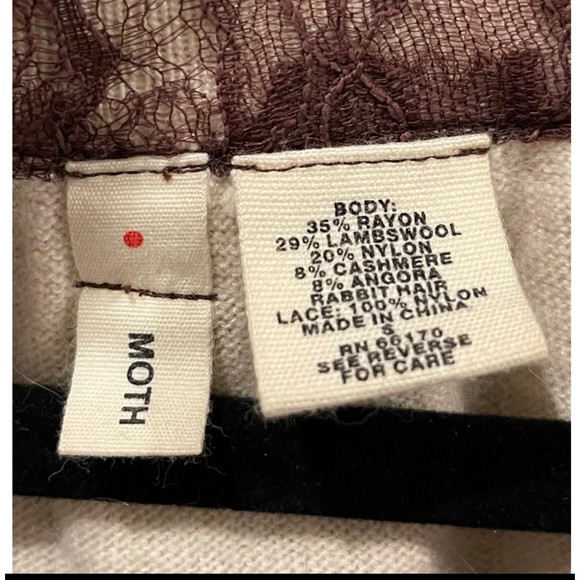 MOTH
BODY:
35% RAYON
29% LAMBSWOOL
20% NYLON
8% CASHMERE
8% ANGORA
RABBIT HAIR
LACE: 100% NYLON
MADE IN CHINA
S
RN 66170
SEE REVERSE
FOR CARE